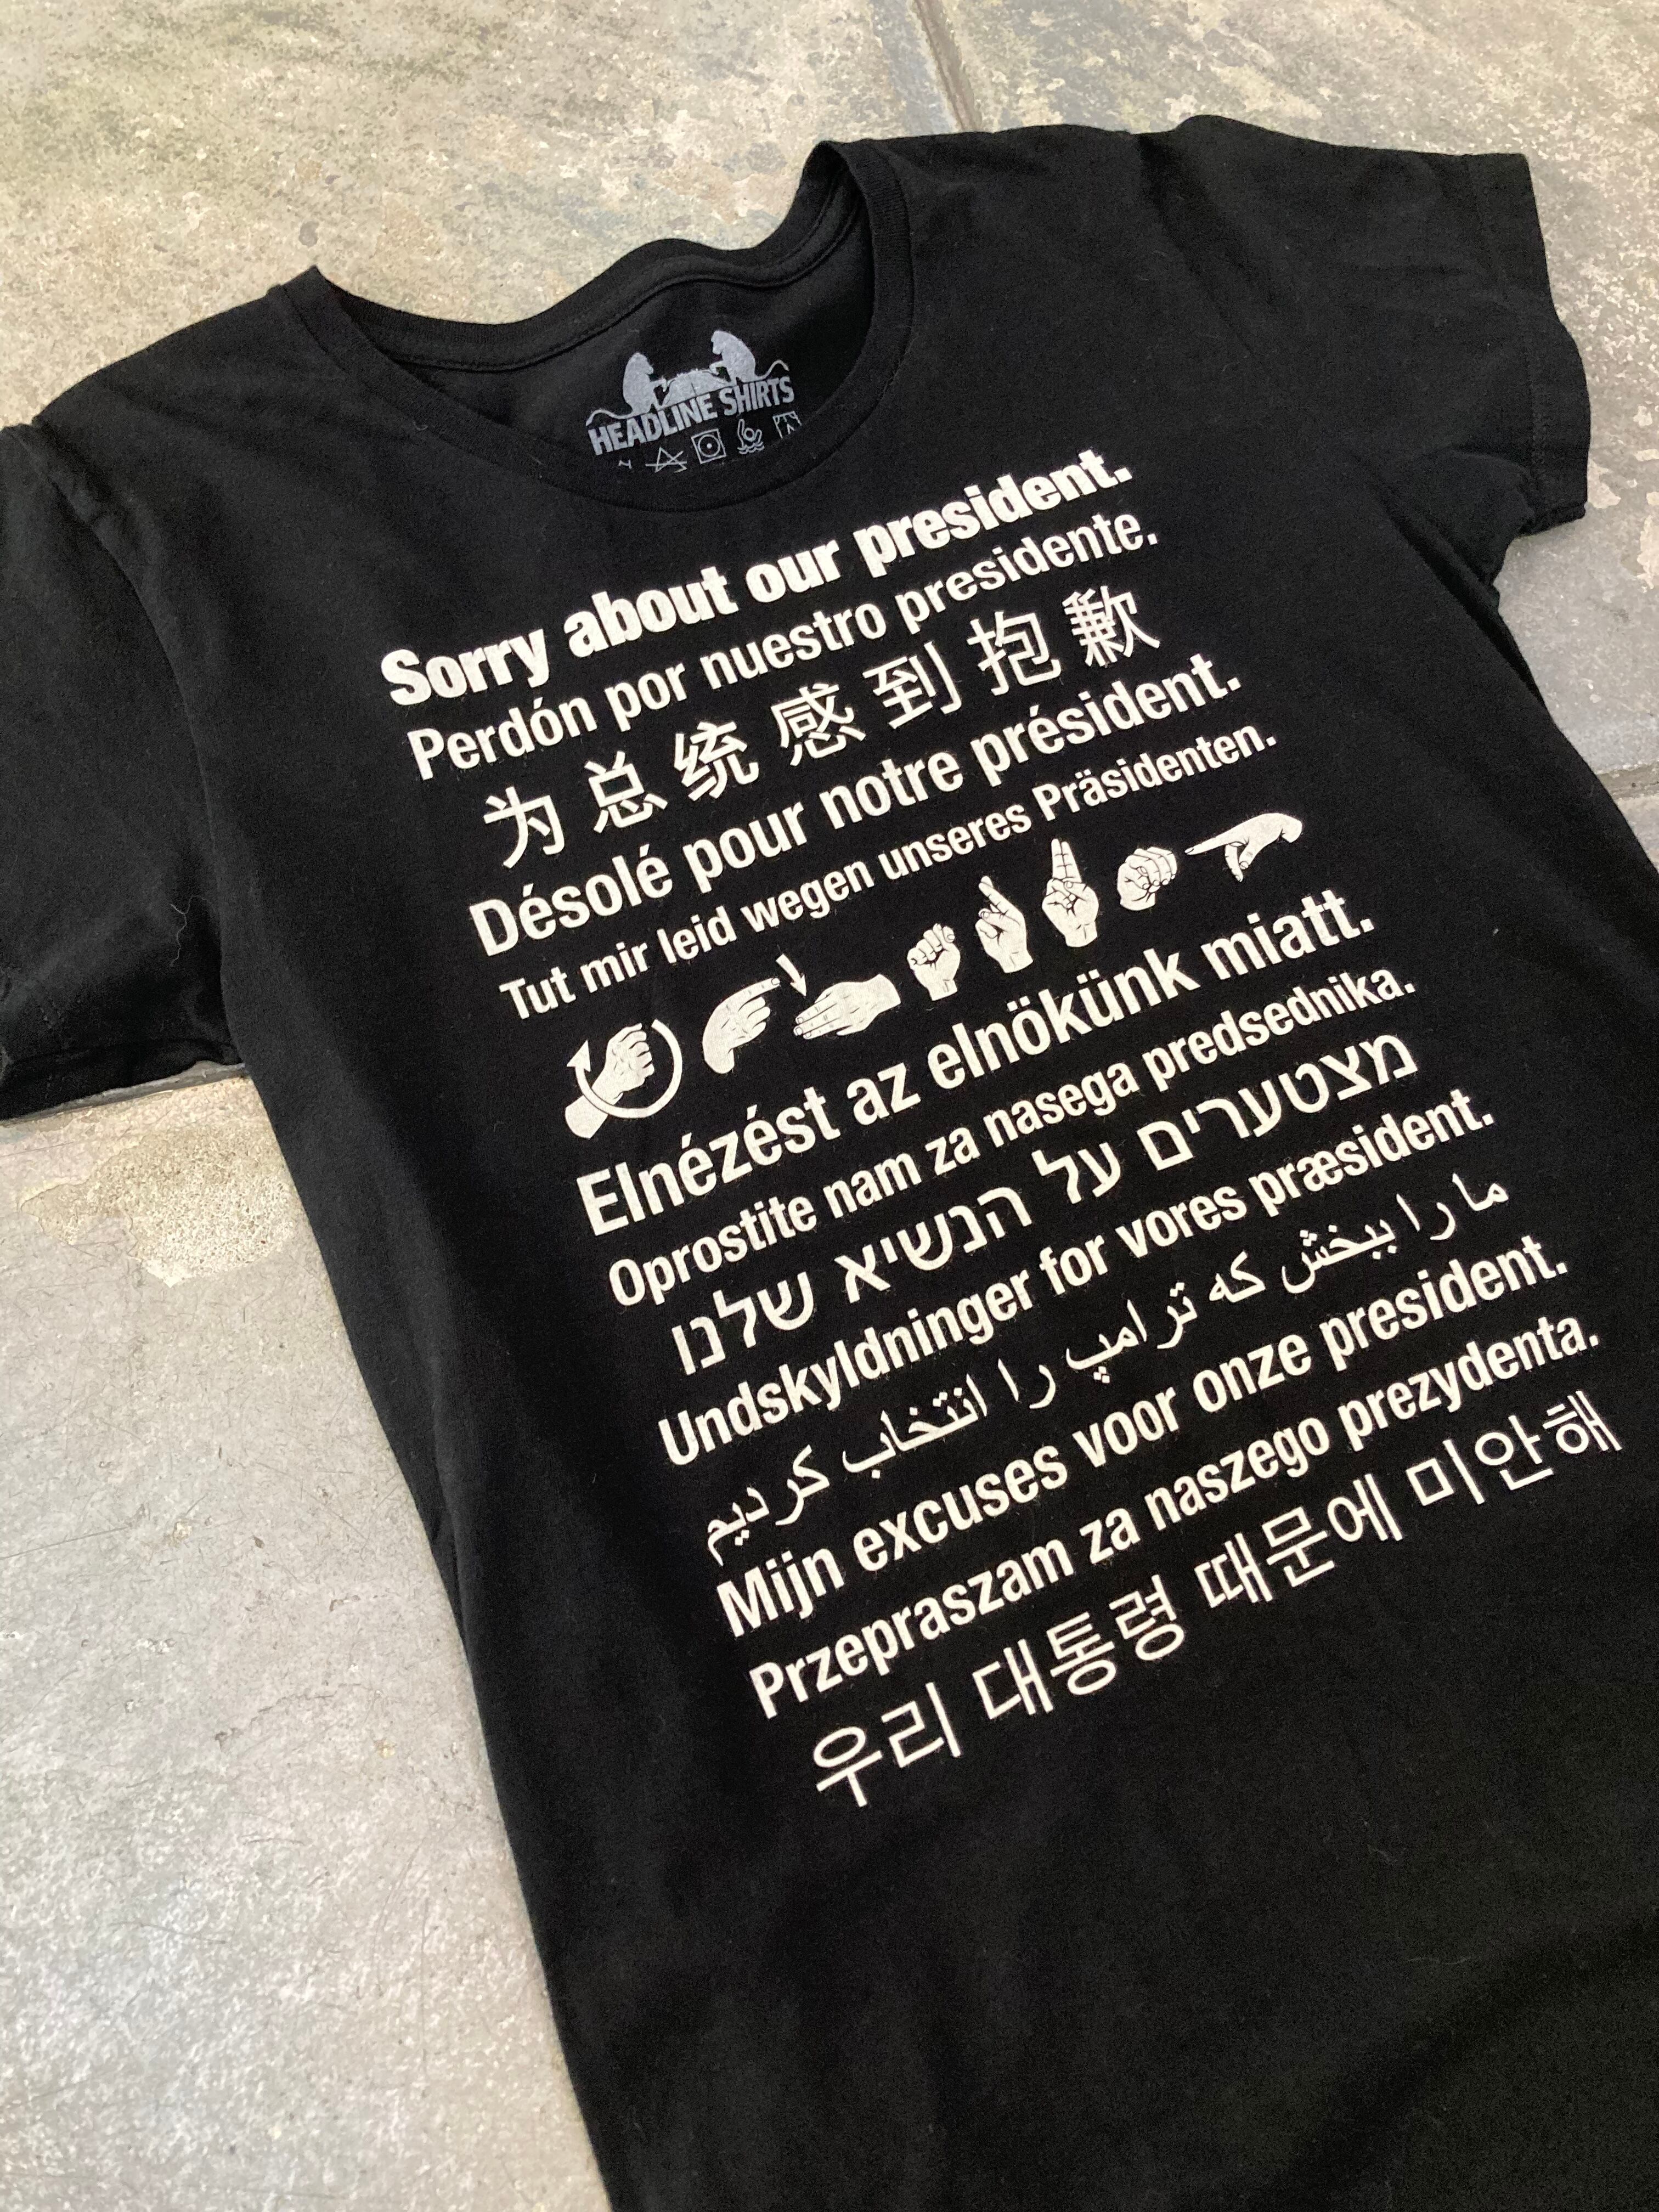 HEADLINE SHIRTS
Sorry about our president.
Perdón por nuestro presidente.
为总统感到抱歉
Désolé pour notre président.
Tut mir leid wegen unseres Präsidenten.
Elnézést az elnökünk miatt.
Oprostite nam za nasega predsednika.
מצטערים על הנשיא שלנו
Undskyldninger for vores præsident.
ما را ببخش که ترامپ را انتخاب کردیم
Mijn excuses voor onze president.
Przepraszam za naszego prezydenta.
우리 대통령 때문에 미안해